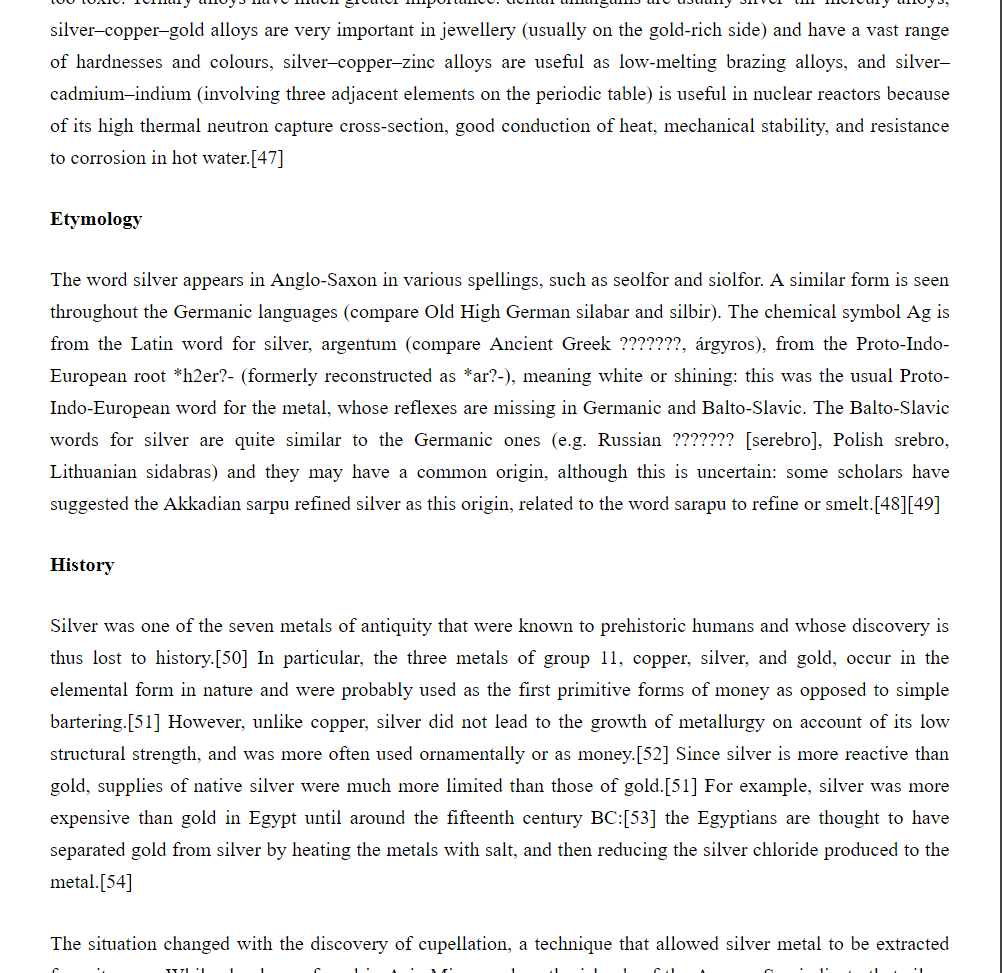 silver–copper–gold alloys are very important in jewellery (usually on the gold-rich side) and have a vast range
of hardnesses and colours, silver–copper–zinc alloys are useful as low-melting brazing alloys, and silver–
cadmium–indium (involving three adjacent elements on the periodic table) is useful in nuclear reactors because
of its high thermal neutron capture cross-section, good conduction of heat, mechanical stability, and resistance
to corrosion in hot water.[47]
Etymology
The word silver appears in Anglo-Saxon in various spellings, such as seolfor and siolfor. A similar form is seen
throughout the Germanic languages (compare Old High German silabar and silbir). The chemical symbol Ag is
from the Latin word for silver, argentum (compare Ancient Greek ???????, árgyros), from the Proto-Indo-
European root *h2er?- (formerly reconstructed as *ar?-), meaning white or shining: this was the usual Proto-
Indo-European word for the metal, whose reflexes are missing in Germanic and Balto-Slavic. The Balto-Slavic
words for silver are quite similar to the Germanic ones (e.g. Russian ??????? [serebro], Polish srebro,
Lithuanian sidabras) and they may have a common origin, although this is uncertain: some scholars have
suggested the Akkadian sarpu refined silver as this origin, related to the word sarapu to refine or smelt.[48][49]
History
Silver was one of the seven metals of antiquity that were known to prehistoric humans and whose discovery is
thus lost to history.[50] In particular, the three metals of group 11, copper, silver, and gold, occur in the
elemental form in nature and were probably used as the first primitive forms of money as opposed to simple
bartering.[51] However, unlike copper, silver did not lead to the growth of metallurgy on account of its low
structural strength, and was more often used ornamentally or as money.[52] Since silver is more reactive than
gold, supplies of native silver were much more limited than those of gold.[51] For example, silver was more
expensive than gold in Egypt until around the fifteenth century BC:[53] the Egyptians are thought to have
separated gold from silver by heating the metals with salt, and then reducing the silver chloride produced to the
metal.[54]
The situation changed with the discovery of cupellation, a technique that allowed silver metal to be extracted